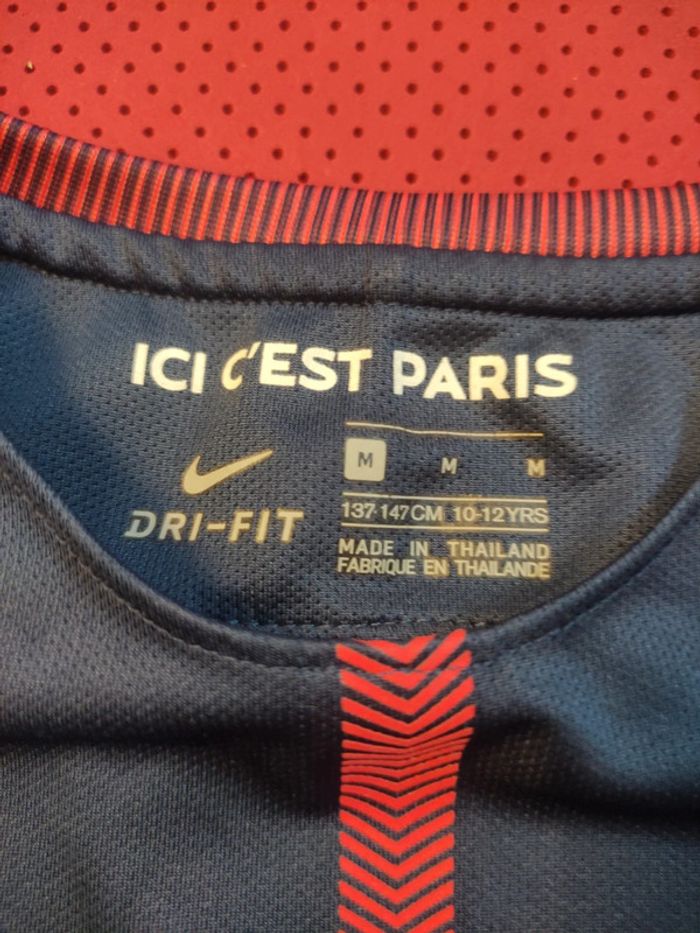 ICI C'EST PARIS
DRI-FIT
M M M
137-147CM 10-12YRS
MADE IN THAILAND
FABRIQUE EN THAILANDE